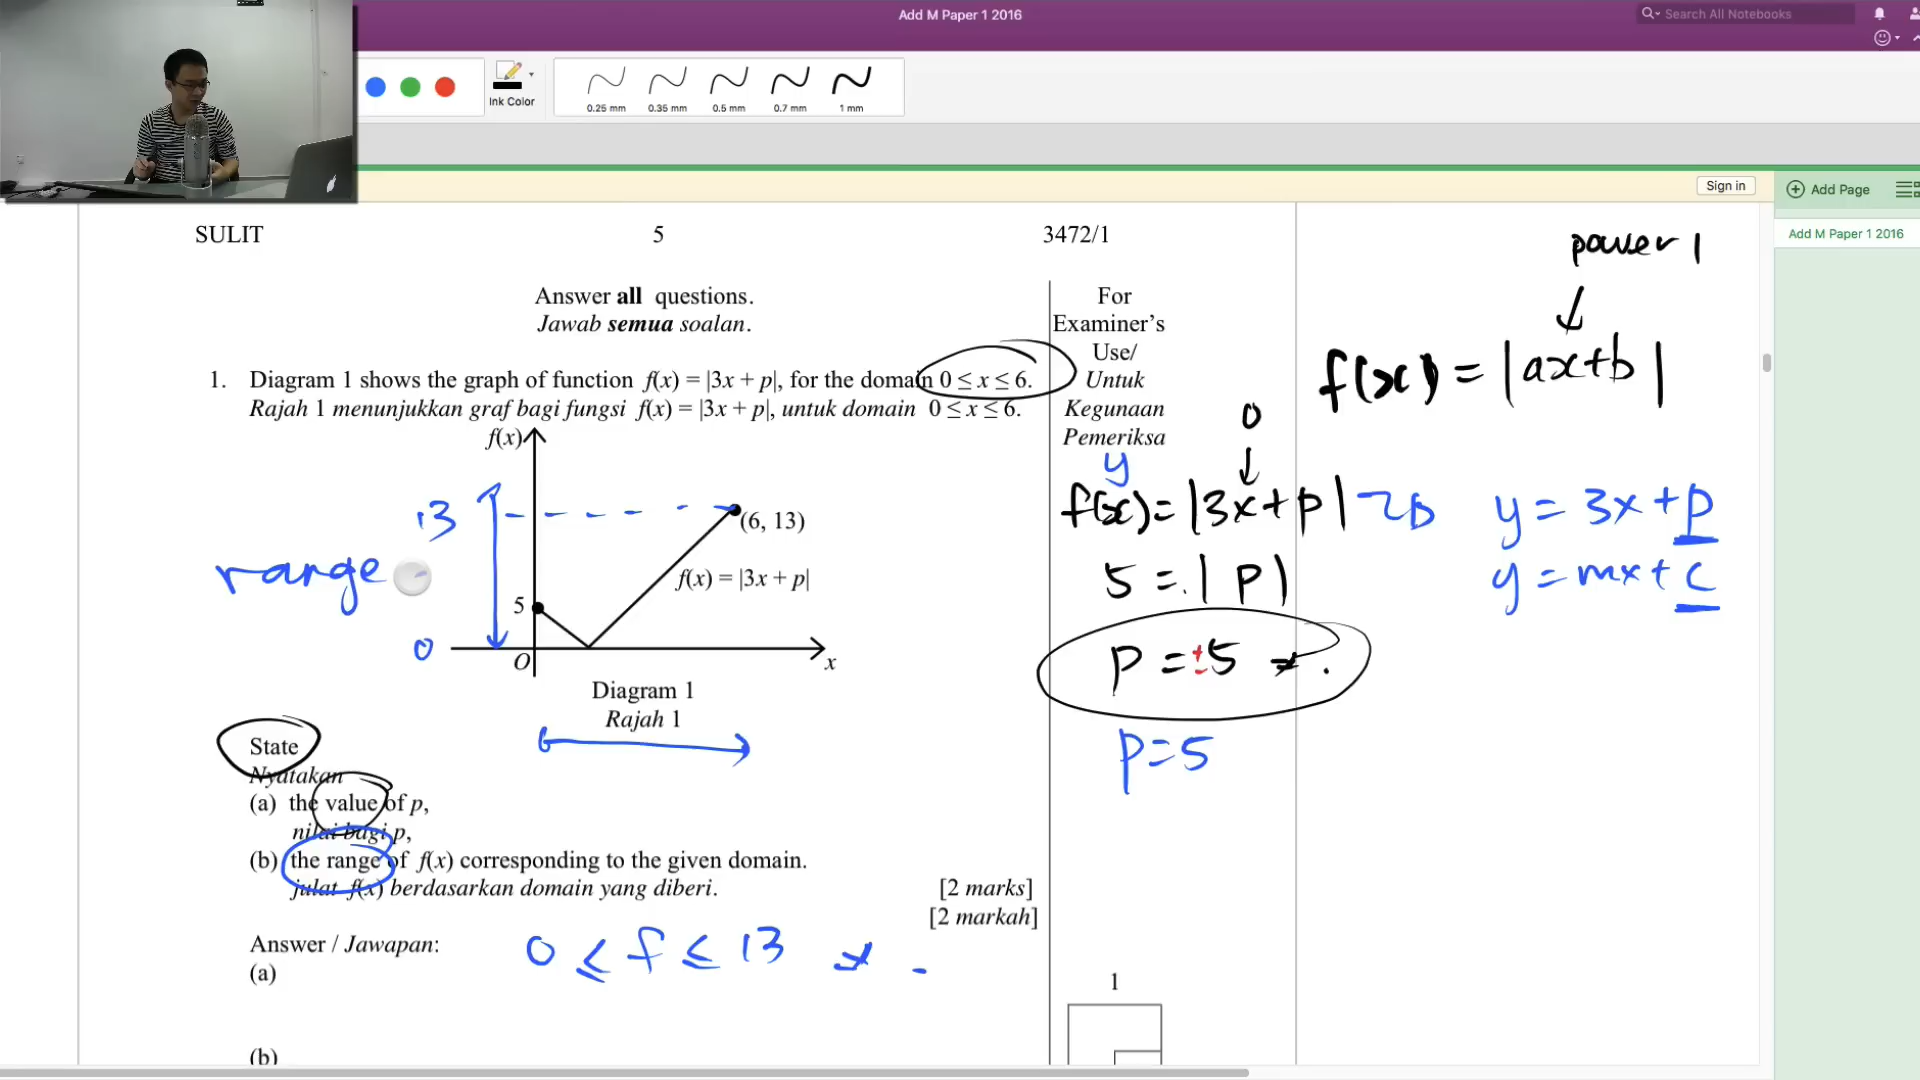 Add M Paper 1 2016
Search All Notebooks
Ink Color
0.25 mm 0.35 mm 0.5 mm 0.7 mm 1 mm
Sign in
Add Page
Add M Paper 1 2016
SULIT 5 3472/1
Answer all questions.
Jawab semua soalan.
For
Examiner's
Use/
Untuk
Kegunaan
Pemeriksa
1. Diagram 1 shows the graph of function f(x) = |3x + p|, for the domain 0 ≤ x ≤ 6.
Rajah 1 menunjukkan graf bagi fungsi f(x) = |3x + p|, untuk domain 0 ≤ x ≤ 6.
f(x)
13
(6, 13)
range
f(x) = |3x + p|
5
0
O
x
Diagram 1
Rajah 1
State
Nyatakan
(a) the value of p,
nilai bagi p,
(b) the range of f(x) corresponding to the given domain.
julat f(x) berdasarkan domain yang diberi.
[2 marks]
[2 markah]
Answer / Jawapan:
0 ≤ f ≤ 13
(a)
(b)
1
power 1
f(x) = |ax+b|
0
y
f(x) = |3x+p|
5 = |p|
p = ±5
p=5
y = 3x + p
y = mx + c